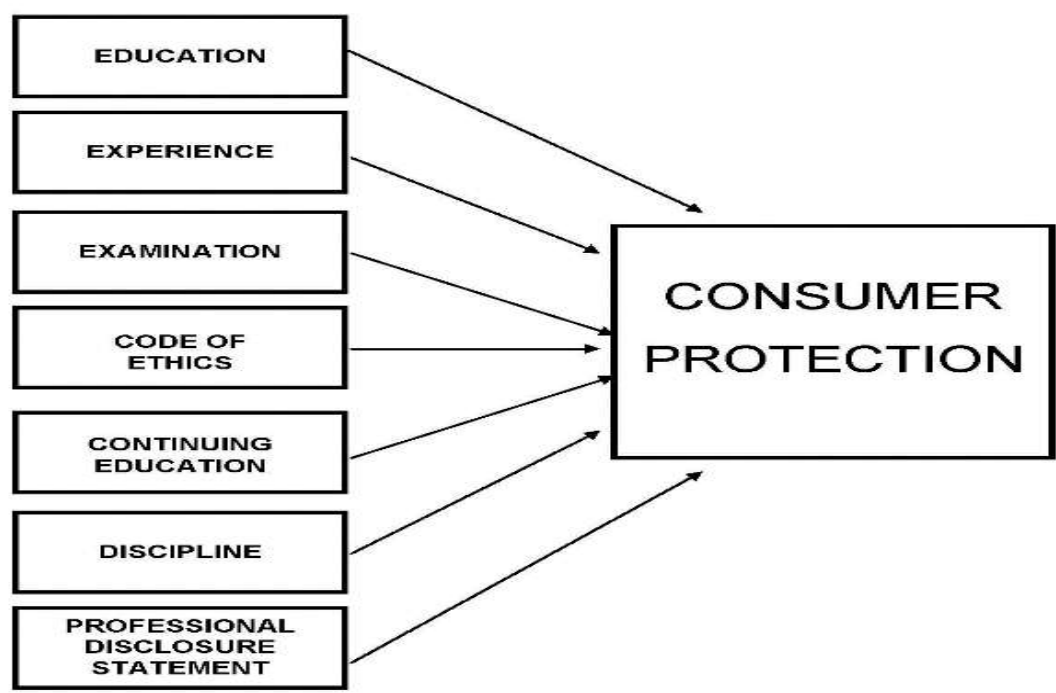 EDUCATION
EXPERIENCE
EXAMINATION
CODE OF
ETHICS
CONTINUING
EDUCATION
DISCIPLINE
PROFESSIONAL
DISCLOSURE
STATEMENT
CONSUMER
PROTECTION